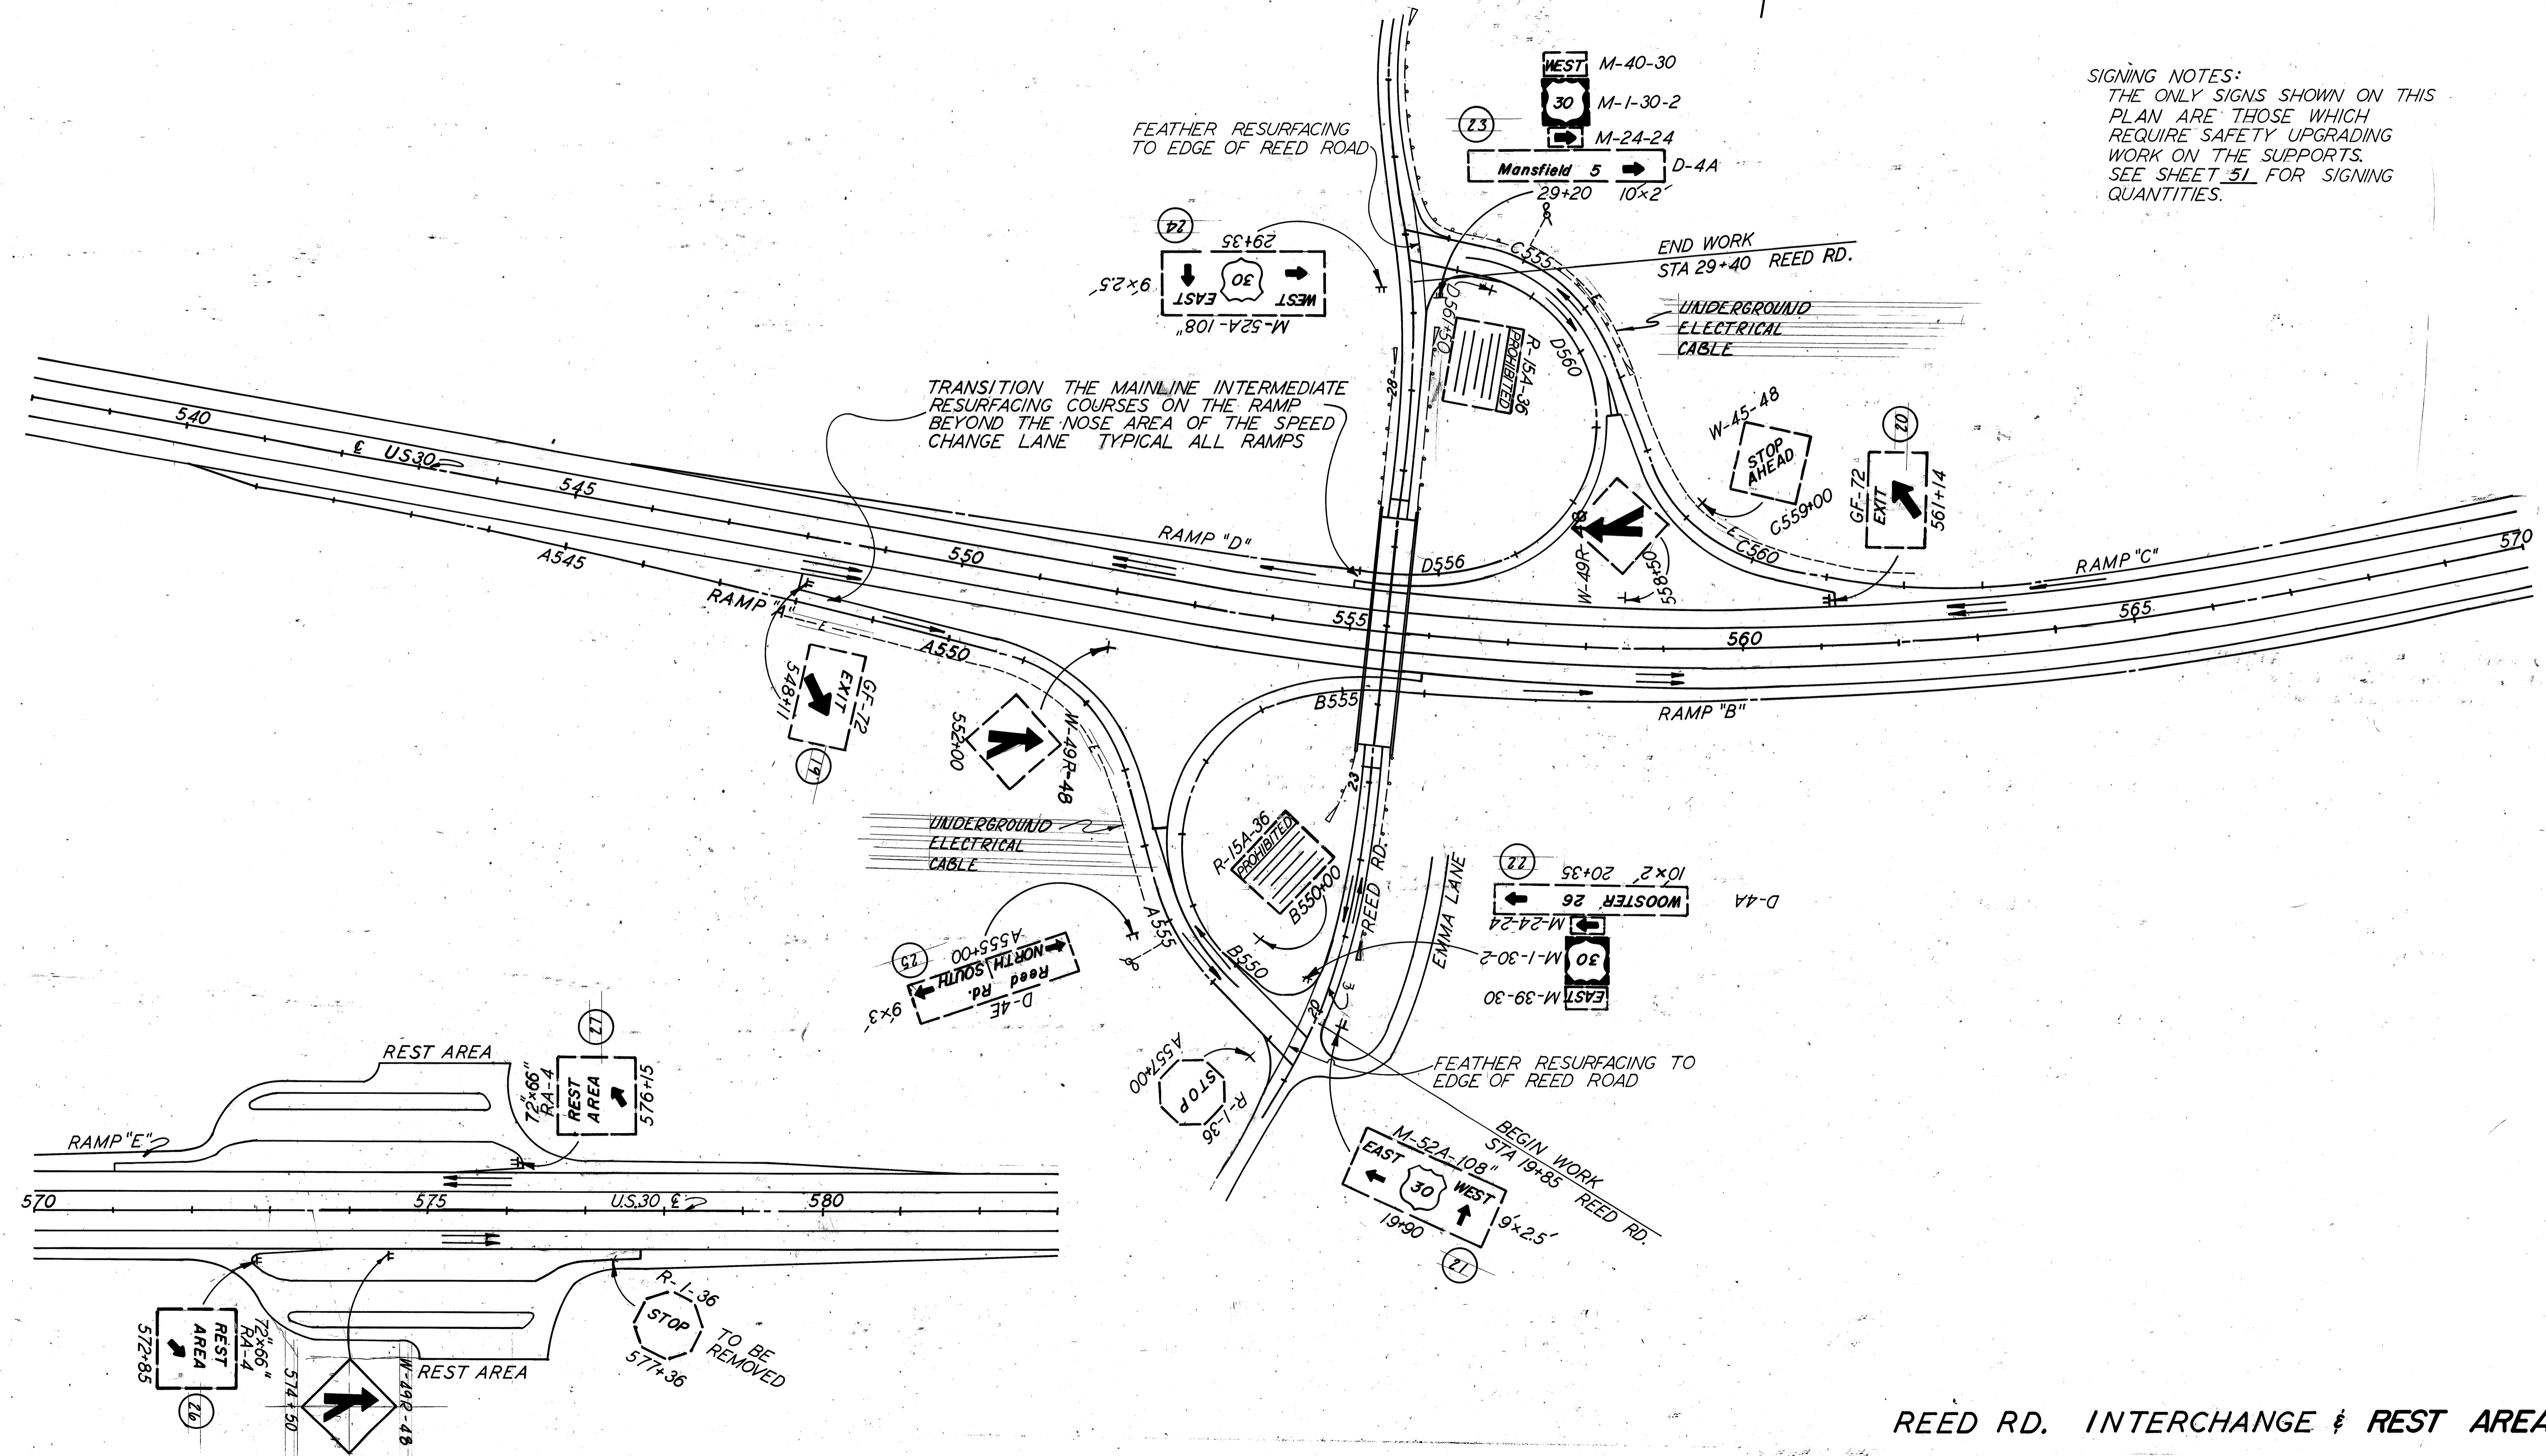 WEST M-40-30
30 M-1-30-2
23
M-24-24
Mansfield 5 D-4A
29+20 10'x2'
SIGNING NOTES:
THE ONLY SIGNS SHOWN ON THIS
PLAN ARE THOSE WHICH
REQUIRE SAFETY UPGRADING
WORK ON THE SUPPORTS.
SEE SHEET 51 FOR SIGNING
QUANTITIES.
FEATHER RESURFACING
TO EDGE OF REED ROAD
24
29+35
WEST 30 EAST
9'x2.5'
M-52A-108"
C555
END WORK
STA 29+40 REED RD.
UNDERGROUND
ELECTRICAL
CABLE
D561+50
PROHIBITED
R-15A-36
D560
28
TRANSITION THE MAINLINE INTERMEDIATE
RESURFACING COURSES ON THE RAMP
BEYOND THE NOSE AREA OF THE SPEED
CHANGE LANE TYPICAL ALL RAMPS
W-45-48
STOP
AHEAD
C559+00
20
GF-72
EXIT
561+14
540
℄ US30
545
550
555
560
565
570
A545
RAMP "D"
D556
W-49R-48
558+50
C560
RAMP "C"
RAMP "A"
E
A550
B555
RAMP "B"
548+11
EXIT
GF-72
19
552+00
W-49R-48
E
23
UNDERGROUND
ELECTRICAL
CABLE
R-15A-36
PROHIBITED
B550+00
REED RD.
EMMA LANE
22
10'x2' 20+35
WOOSTER 26
D-4A
M-24-24
M-1-30-2
30
M-39-30
EAST
A555
B550
25
A555+00
NORTH SOUTH
Reed Rd.
D-4E
9'x3'
20
℄
A557+00
STOP
R-1-36
FEATHER RESURFACING TO
EDGE OF REED ROAD
BEGIN WORK
STA 19+85 REED RD.
M-52A-108"
EAST 30 WEST
19+90
9'x2.5'
21
27
REST AREA
72"x66"
RA-4
REST
AREA
576+15
RAMP "E"
570
575
U.S.30 ℄
580
R-1-36
STOP
577+36
TO BE
REMOVED
REST AREA
572+85
REST
AREA
RA-4
72"x66"
26
574+50
W-49R-48
REED RD. INTERCHANGE & REST AREA